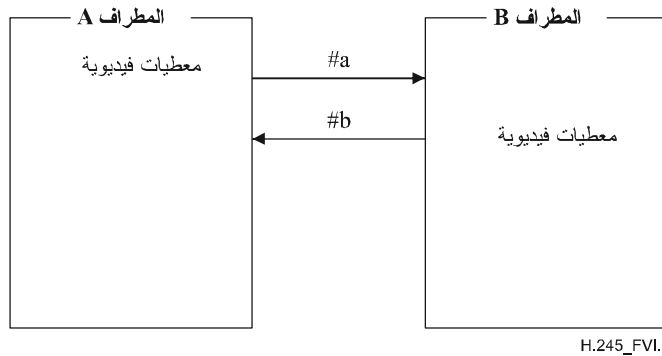 المطراف A
المطراف B
معطيات فيديوية
#a
#b
معطيات فيديوية
H.245_FVI.